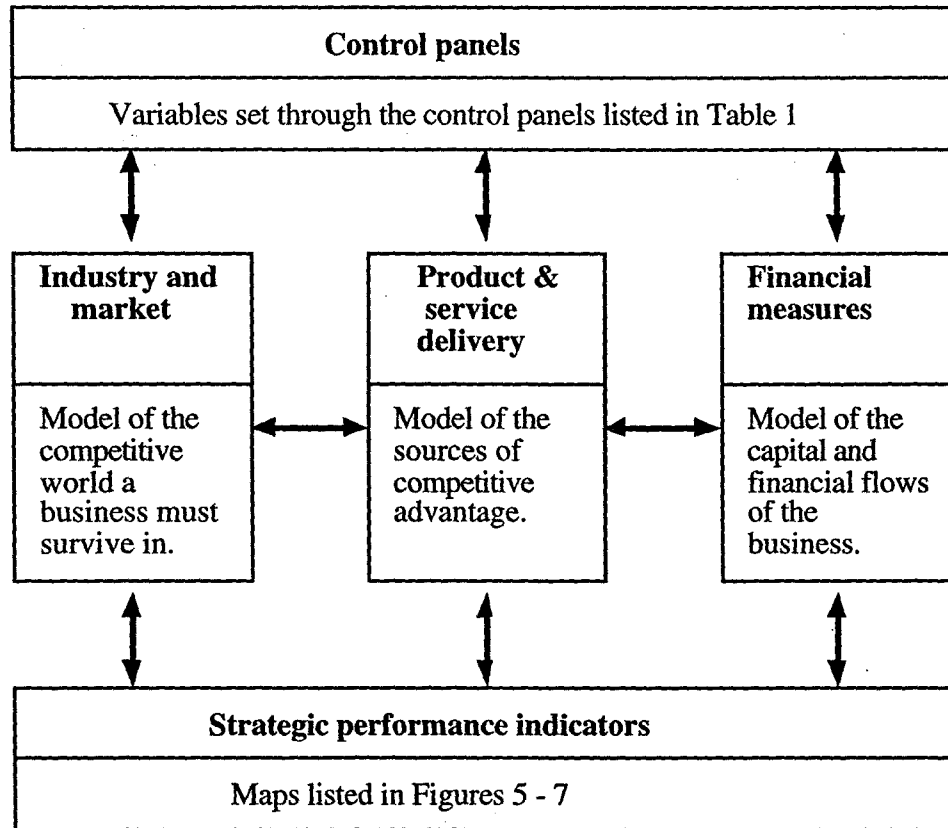 Control panels
Variables set through the control panels listed in Table 1
Industry and
market
Model of the
competitive
world a
business must
survive in.
Product &
service
delivery
Model of the
sources of
competitive
advantage.
Financial
measures
Model of the
capital and
financial flows
of the
business.
Strategic performance indicators
Maps listed in Figures 5 - 7